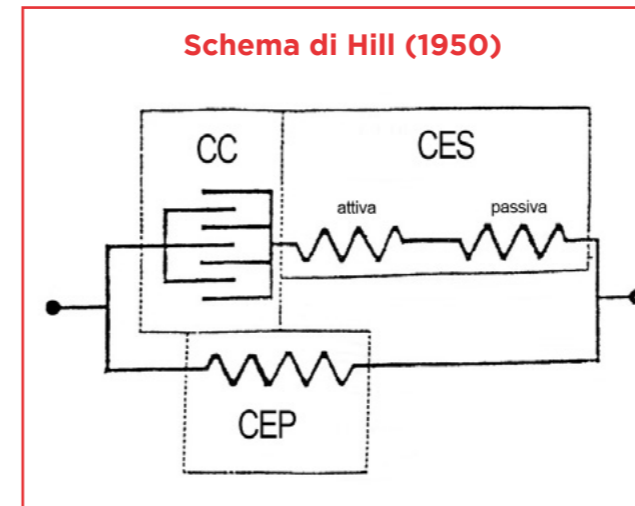 Schema di Hill (1950)
CC
CES
attiva
passiva
CEP